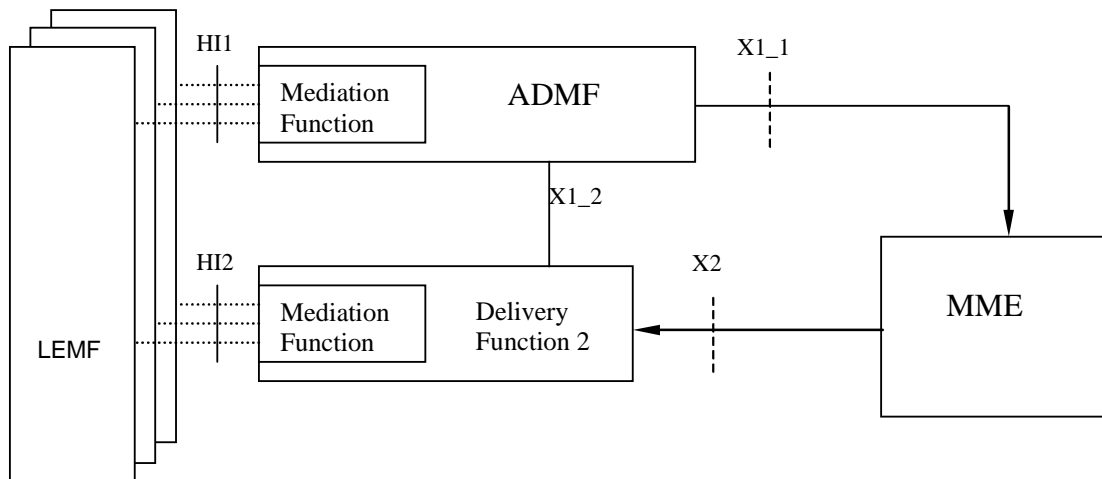 HI1
X1_1
Mediation
Function
ADMF
X1_2
HI2
X2
Mediation
Function
Delivery
Function 2
MME
LEMF